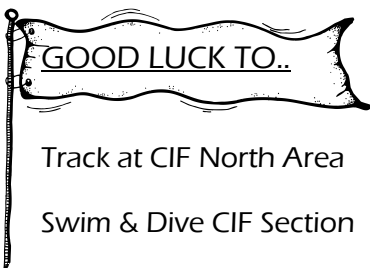 GOOD LUCK TO..
Track at CIF North Area
Swim & Dive CIF Section